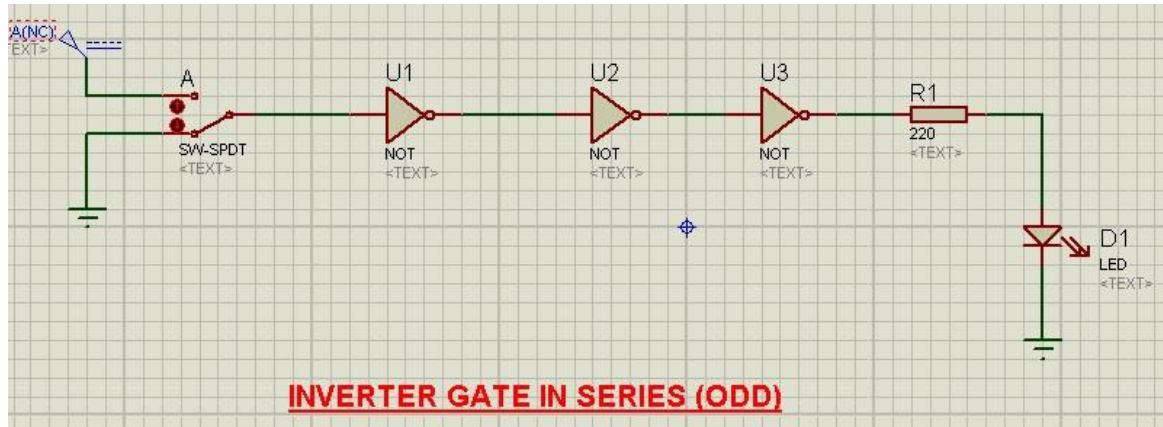 A(NC)
TEXT>
A
SW-SPDT
<TEXT>
U1
NOT
<TEXT>
U2
NOT
<TEXT>
U3
NOT
<TEXT>
R1
220
<TEXT>
D1
LED
<TEXT>
INVERTER GATE IN SERIES (ODD)